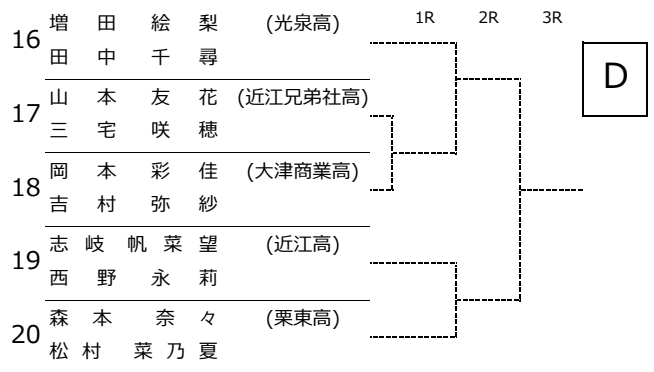 1R 2R 3R
16 増田絵梨 (光泉高)
田中千尋
D
17 山本友花 (近江兄弟社高)
三宅咲穂
18 岡本彩佳 (大津商業高)
吉村弥紗
19 志岐帆菜望 (近江高)
西野永莉
20 森本奈々 (栗東高)
松村菜乃夏